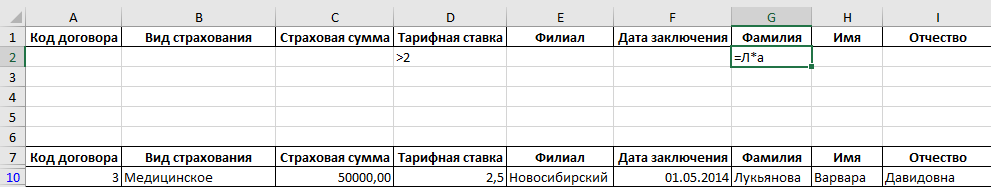 A B C D E F G H I
1 Код договора Вид страхования Страховая сумма Тарифная ставка Филиал Дата заключения Фамилия Имя Отчество
2 >2 =Л*а
3
4
5
6
7 Код договора Вид страхования Страховая сумма Тарифная ставка Филиал Дата заключения Фамилия Имя Отчество
10 3 Медицинское 50000,00 2,5 Новосибирский 01.05.2014 Лукьянова Варвара Давидовна